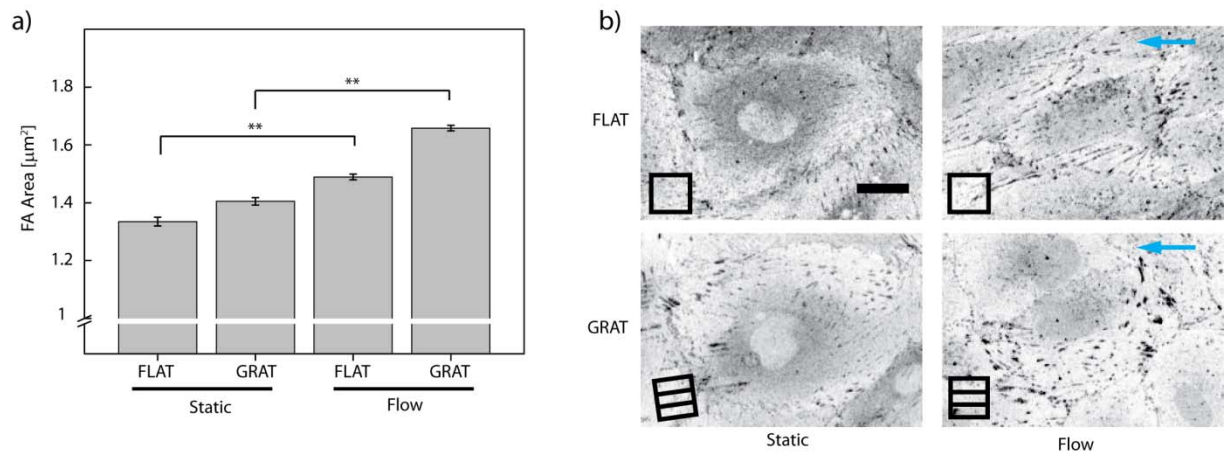 a)
FA Area [μm²]
1.8
1.6
1.4
1.2
1
**
**
FLAT GRAT FLAT GRAT
Static Flow
b)
FLAT
GRAT
Static Flow